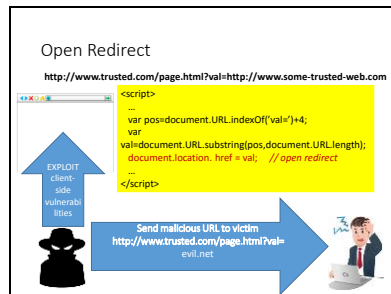 Open Redirect
http://www.trusted.com/page.html?val=http://www.some-trusted-web.com
<script>
...
var pos=document.URL.indexOf('val=')+4;
var
val=document.URL.substring(pos,document.URL.length);
document.location. href = val;   // open redirect
...
</script>
EXPLOIT
client-
side
vulnerabi
lities
Send malicious URL to victim
http://www.trusted.com/page.html?val=
evil.net